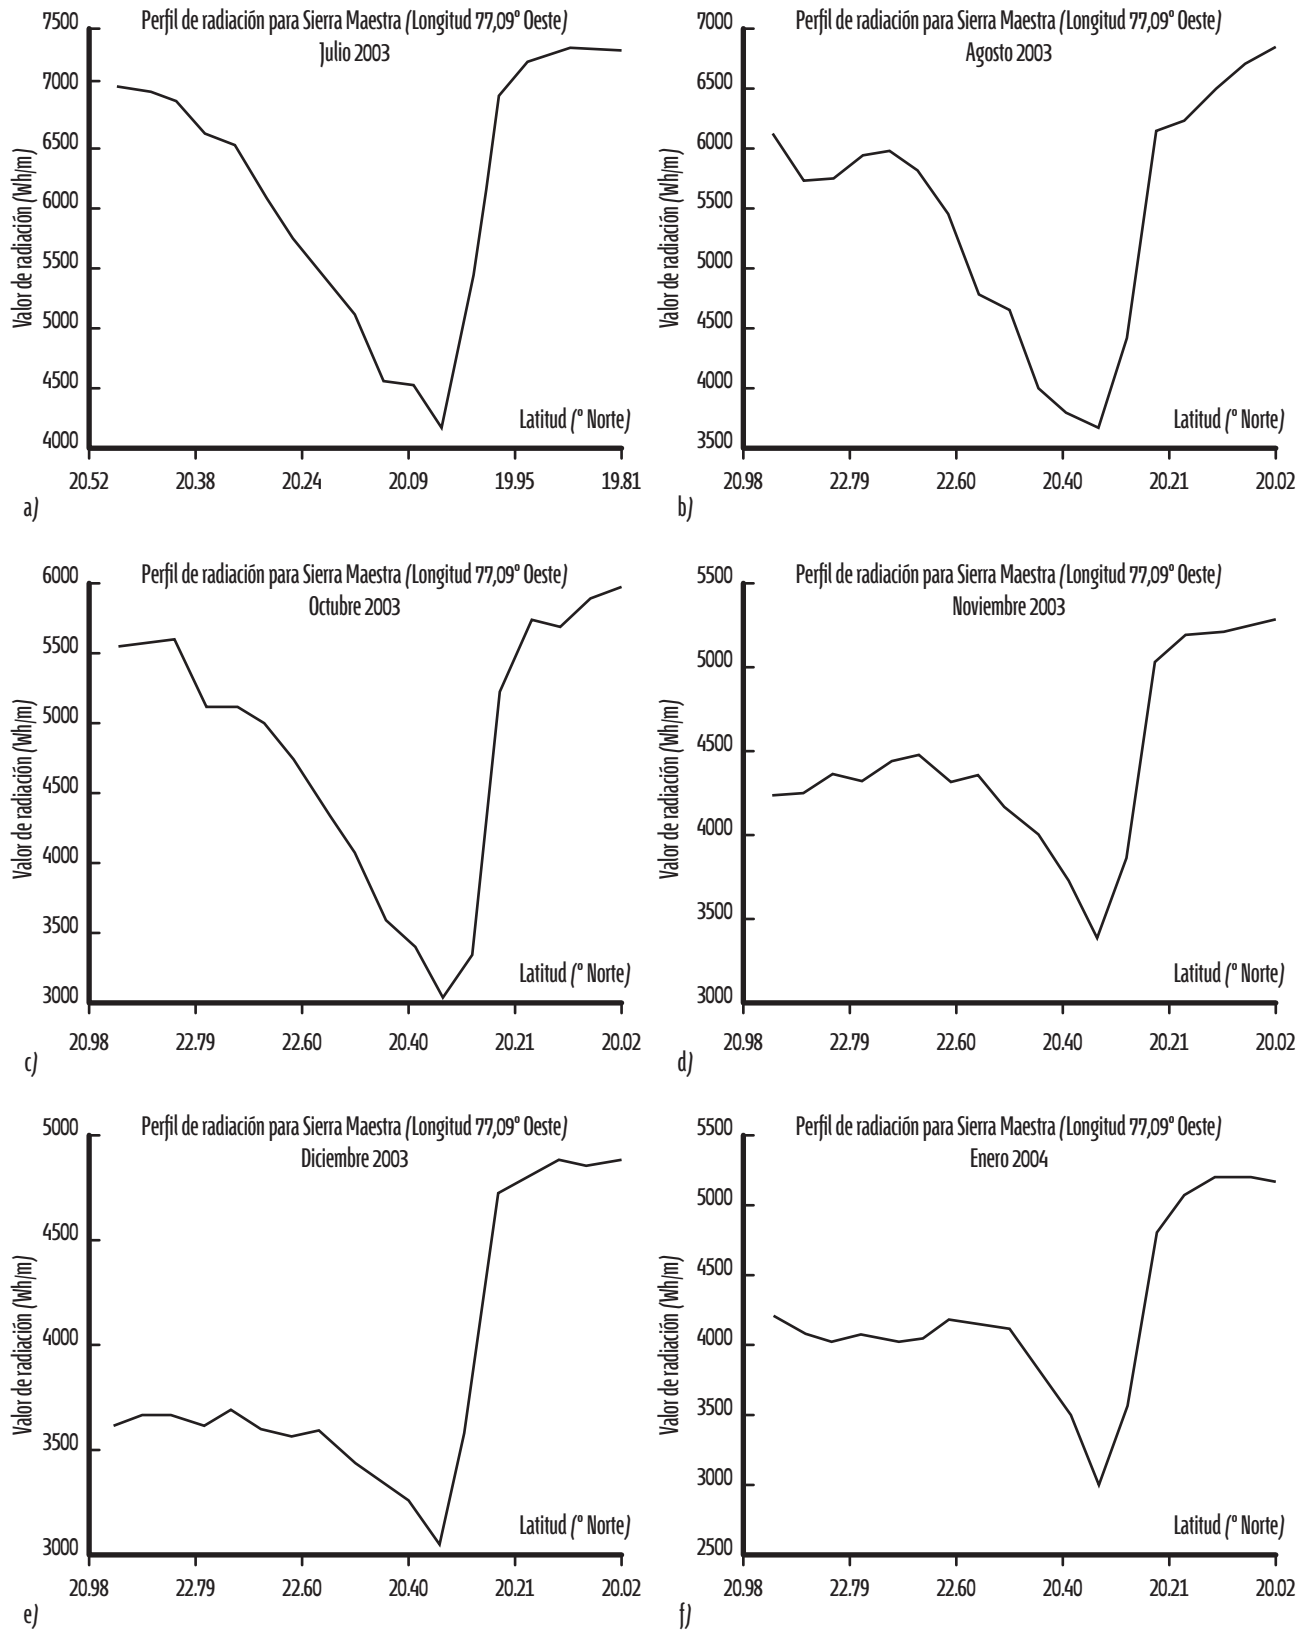 Perfil de radiación para Sierra Maestra (Longitud 77,09° Oeste)
Julio 2003
Valor de radiación (Wh/m)
7500
7000
6500
6000
5500
5000
4500
4000
Latitud (° Norte)
20.52 20.38 20.24 20.09 19.95 19.81
a)
Perfil de radiación para Sierra Maestra (Longitud 77,09° Oeste)
Agosto 2003
Valor de radiación (Wh/m)
7000
6500
6000
5500
5000
4500
4000
3500
Latitud (° Norte)
20.98 22.79 22.60 20.40 20.21 20.02
b)
Perfil de radiación para Sierra Maestra (Longitud 77,09° Oeste)
Octubre 2003
Valor de radiación (Wh/m)
6000
5500
5000
4500
4000
3500
3000
Latitud (° Norte)
20.98 22.79 22.60 20.40 20.21 20.02
c)
Perfil de radiación para Sierra Maestra (Longitud 77,09° Oeste)
Noviembre 2003
Valor de radiación (Wh/m)
5500
5000
4500
4000
3500
3000
Latitud (° Norte)
20.98 22.79 22.60 20.40 20.21 20.02
d)
Perfil de radiación para Sierra Maestra (Longitud 77,09° Oeste)
Diciembre 2003
Valor de radiación (Wh/m)
5000
4500
4000
3500
3000
Latitud (° Norte)
20.98 22.79 22.60 20.40 20.21 20.02
e)
Perfil de radiación para Sierra Maestra (Longitud 77,09° Oeste)
Enero 2004
Valor de radiación (Wh/m)
5500
5000
4500
4000
3500
3000
2500
Latitud (° Norte)
20.98 22.79 22.60 20.40 20.21 20.02
f)